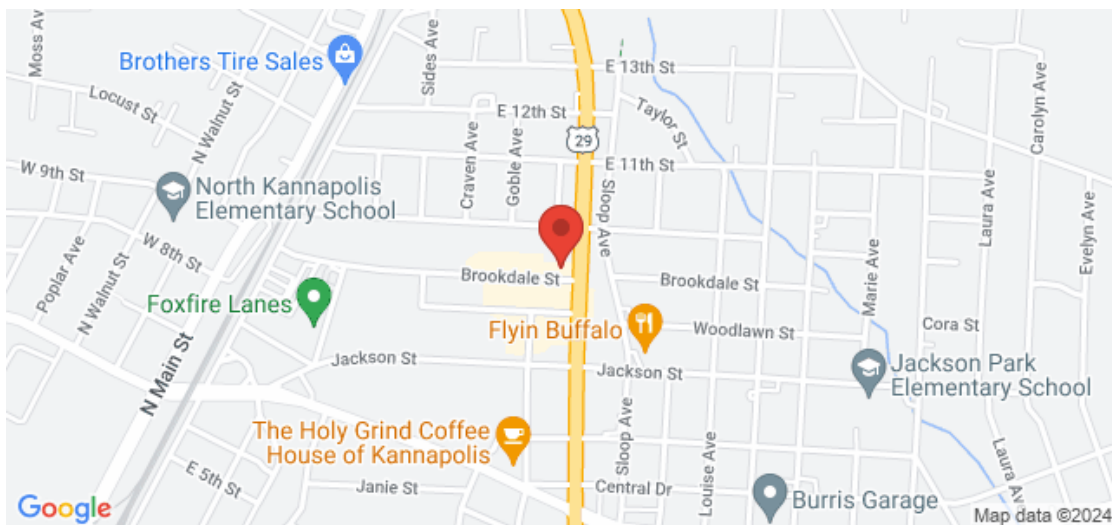 Moss Ave
Brothers Tire Sales
Sides Ave
E 13th St
Carolyn Ave
Locust St
N Walnut St
E 12th St
Taylor St
29
W 9th St
Craven Ave
Goble Ave
E 11th St
North Kannapolis
Elementary School
Sloop Ave
Laura Ave
Evelyn Ave
W 8th St
Poplar Ave
N Walnut St
Brookdale St
Brookdale St
Marie Ave
Foxfire Lanes
Flyin Buffalo
Woodlawn St
Cora St
N Main St
Jackson St
Jackson St
Jackson Park
Elementary School
The Holy Grind Coffee
House of Kannapolis
Sloop Ave
Louise Ave
Laura Ave
E 5th St
Janie St
Central Dr
Burris Garage
Google
Map data ©2024